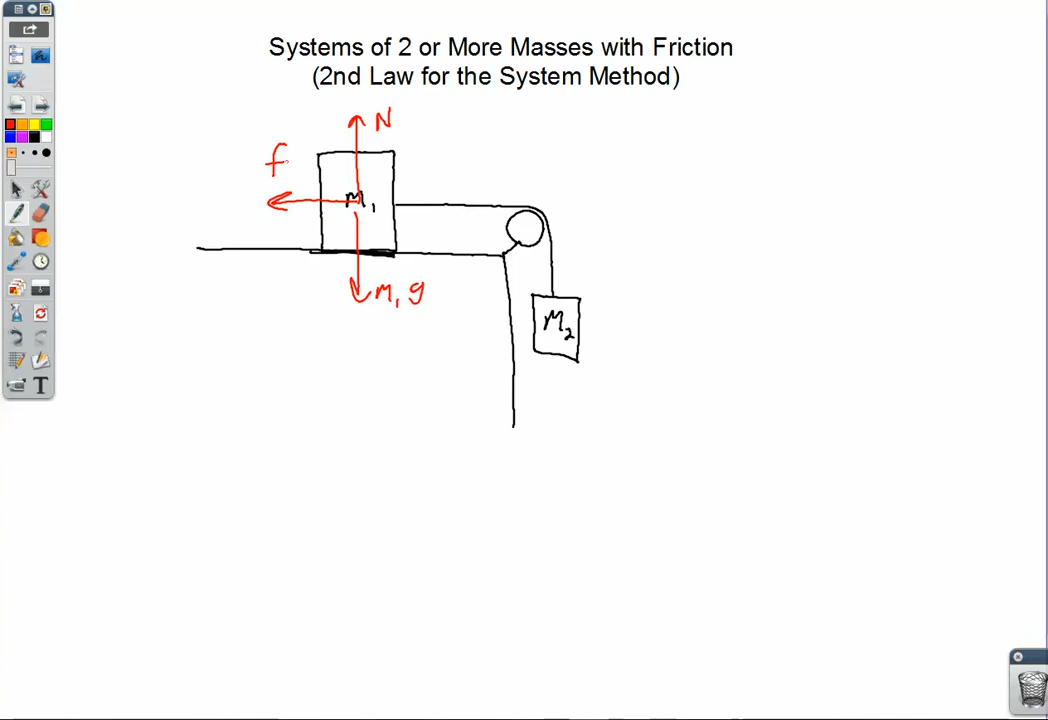 Systems of 2 or More Masses with Friction
(2nd Law for the System Method)
N
f
m₁
m₁g
m₂
T